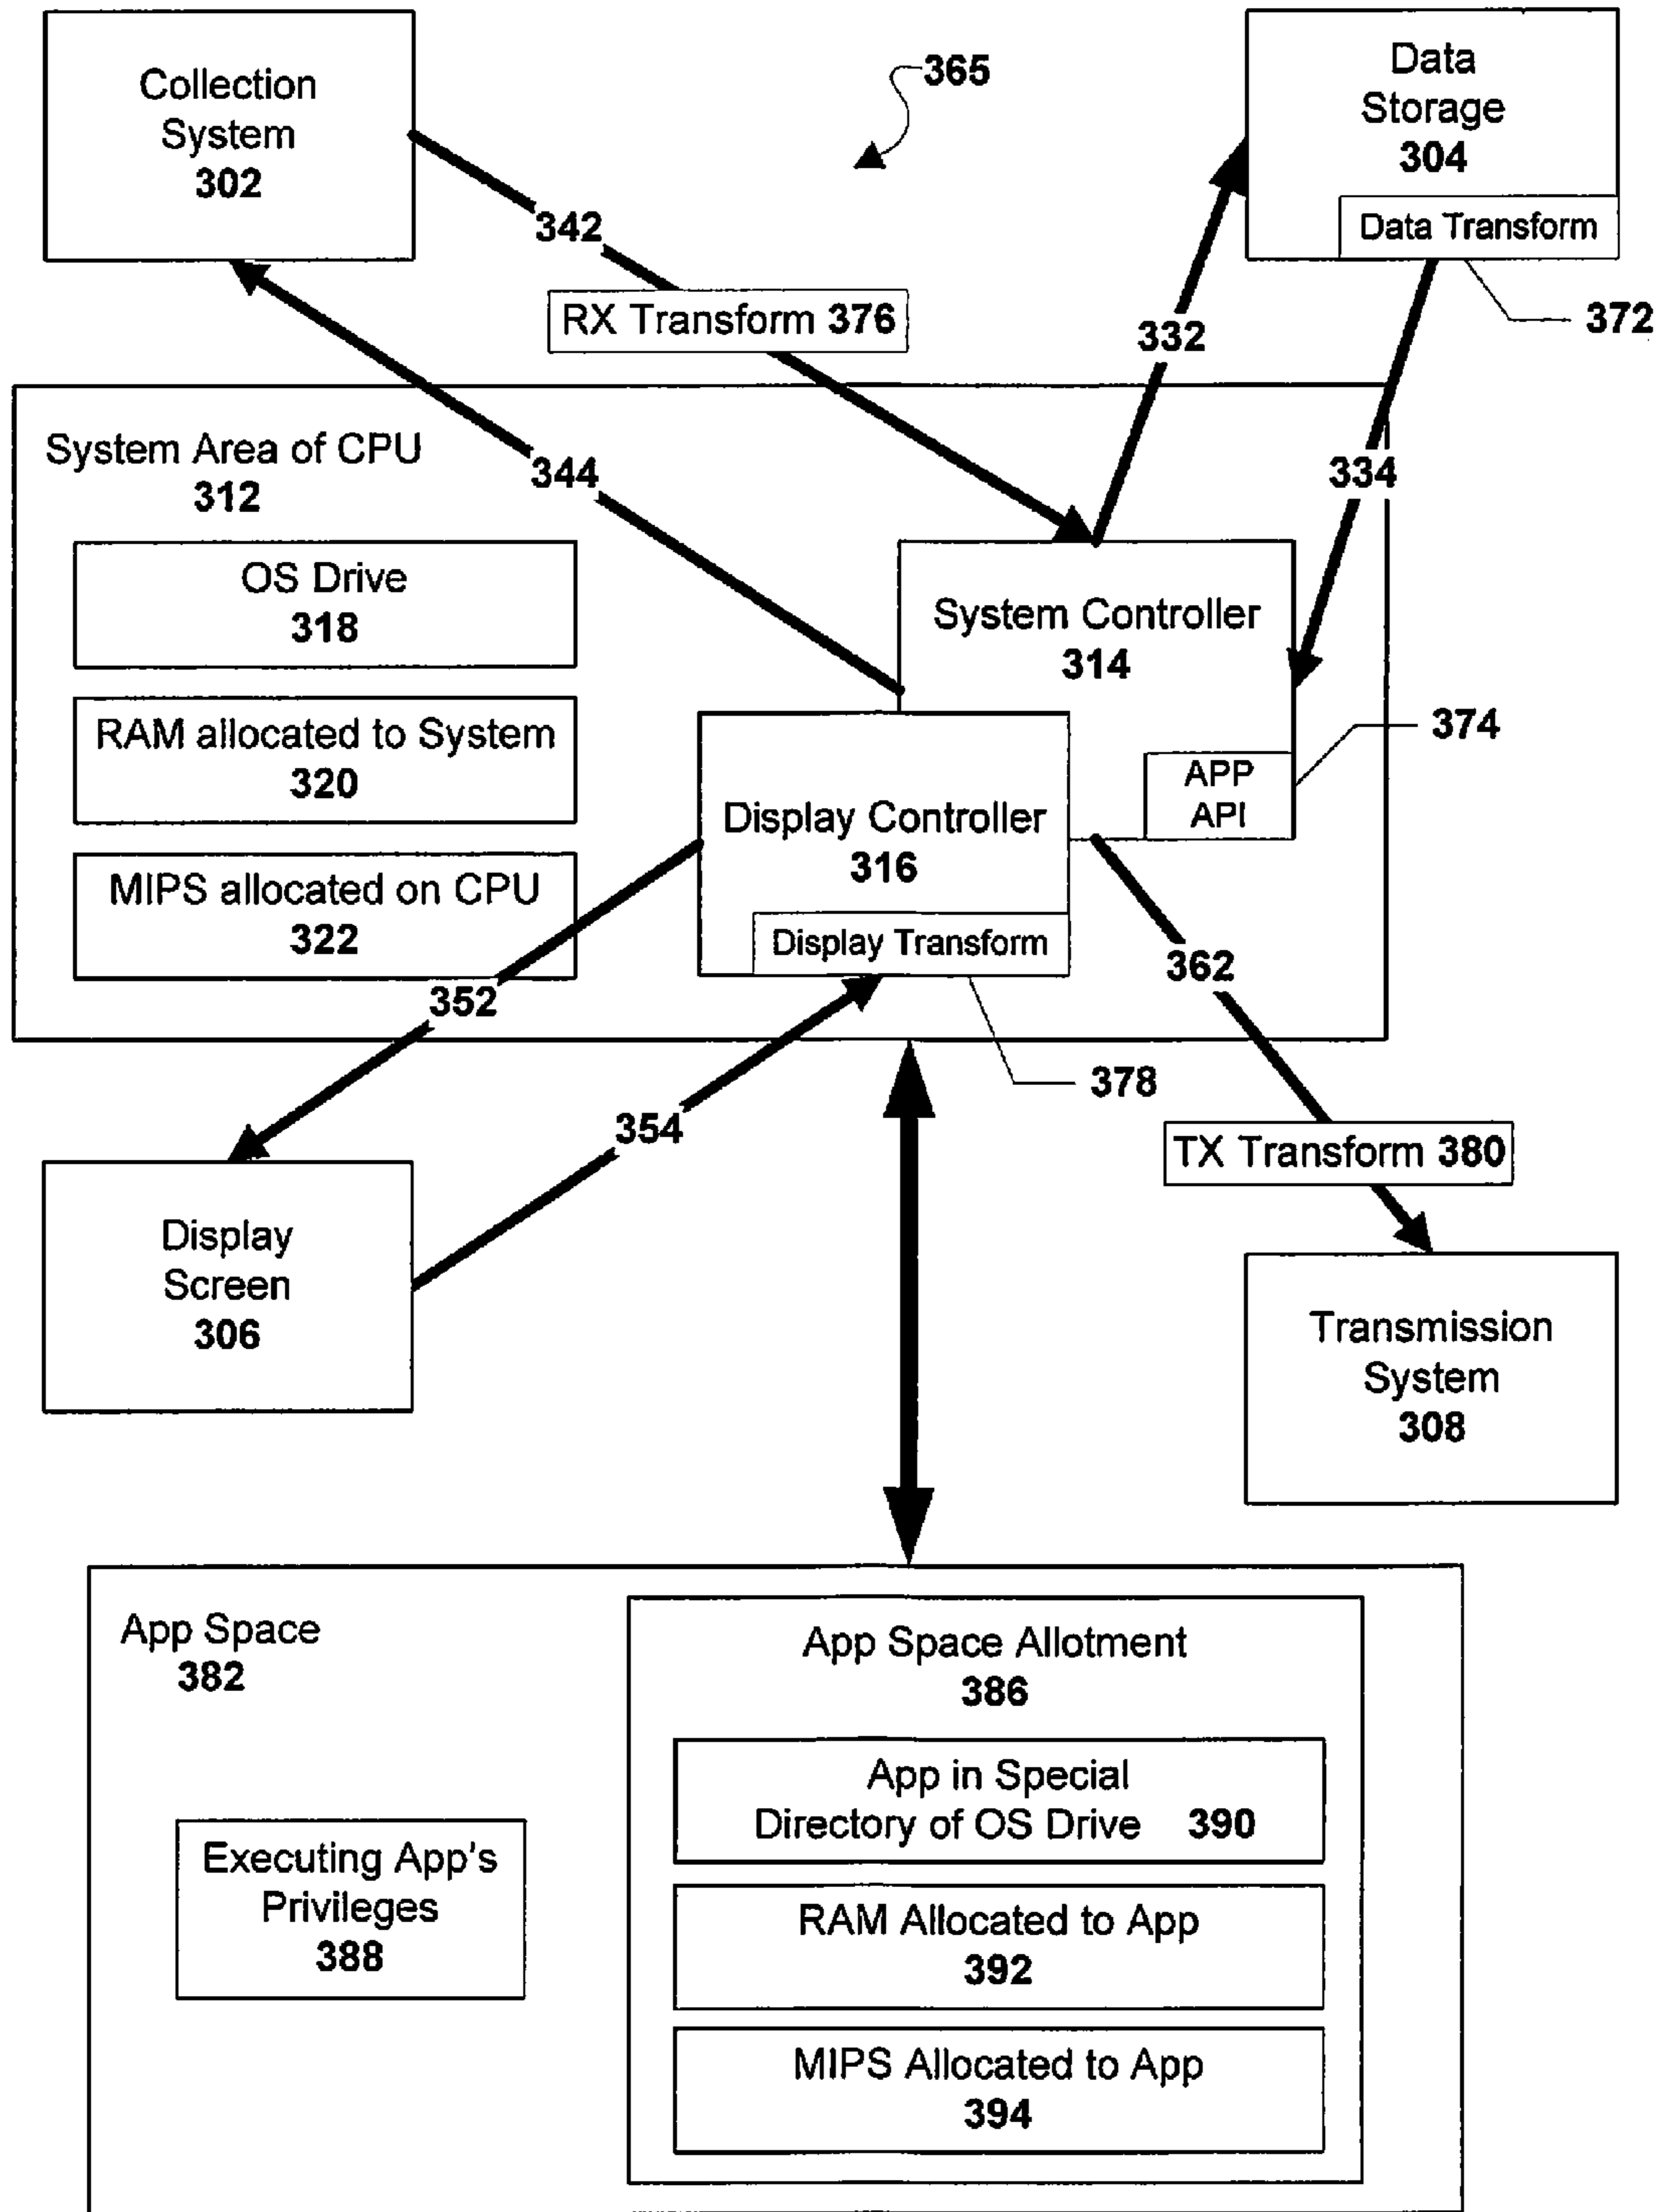 Collection
System
302
365
Data
Storage
304
Data Transform
372
342
RX Transform 376
332
334
System Area of CPU
312
344
OS Drive
318
RAM allocated to System
320
MIPS allocated on CPU
322
System Controller
314
374
APP
API
Display Controller
316
Display Transform
352
362
378
354
TX Transform 380
Display
Screen
306
Transmission
System
308
App Space
382
App Space Allotment
386
App in Special
Directory of OS Drive 390
Executing App's
Privileges
388
RAM Allocated to App
392
MIPS Allocated to App
394